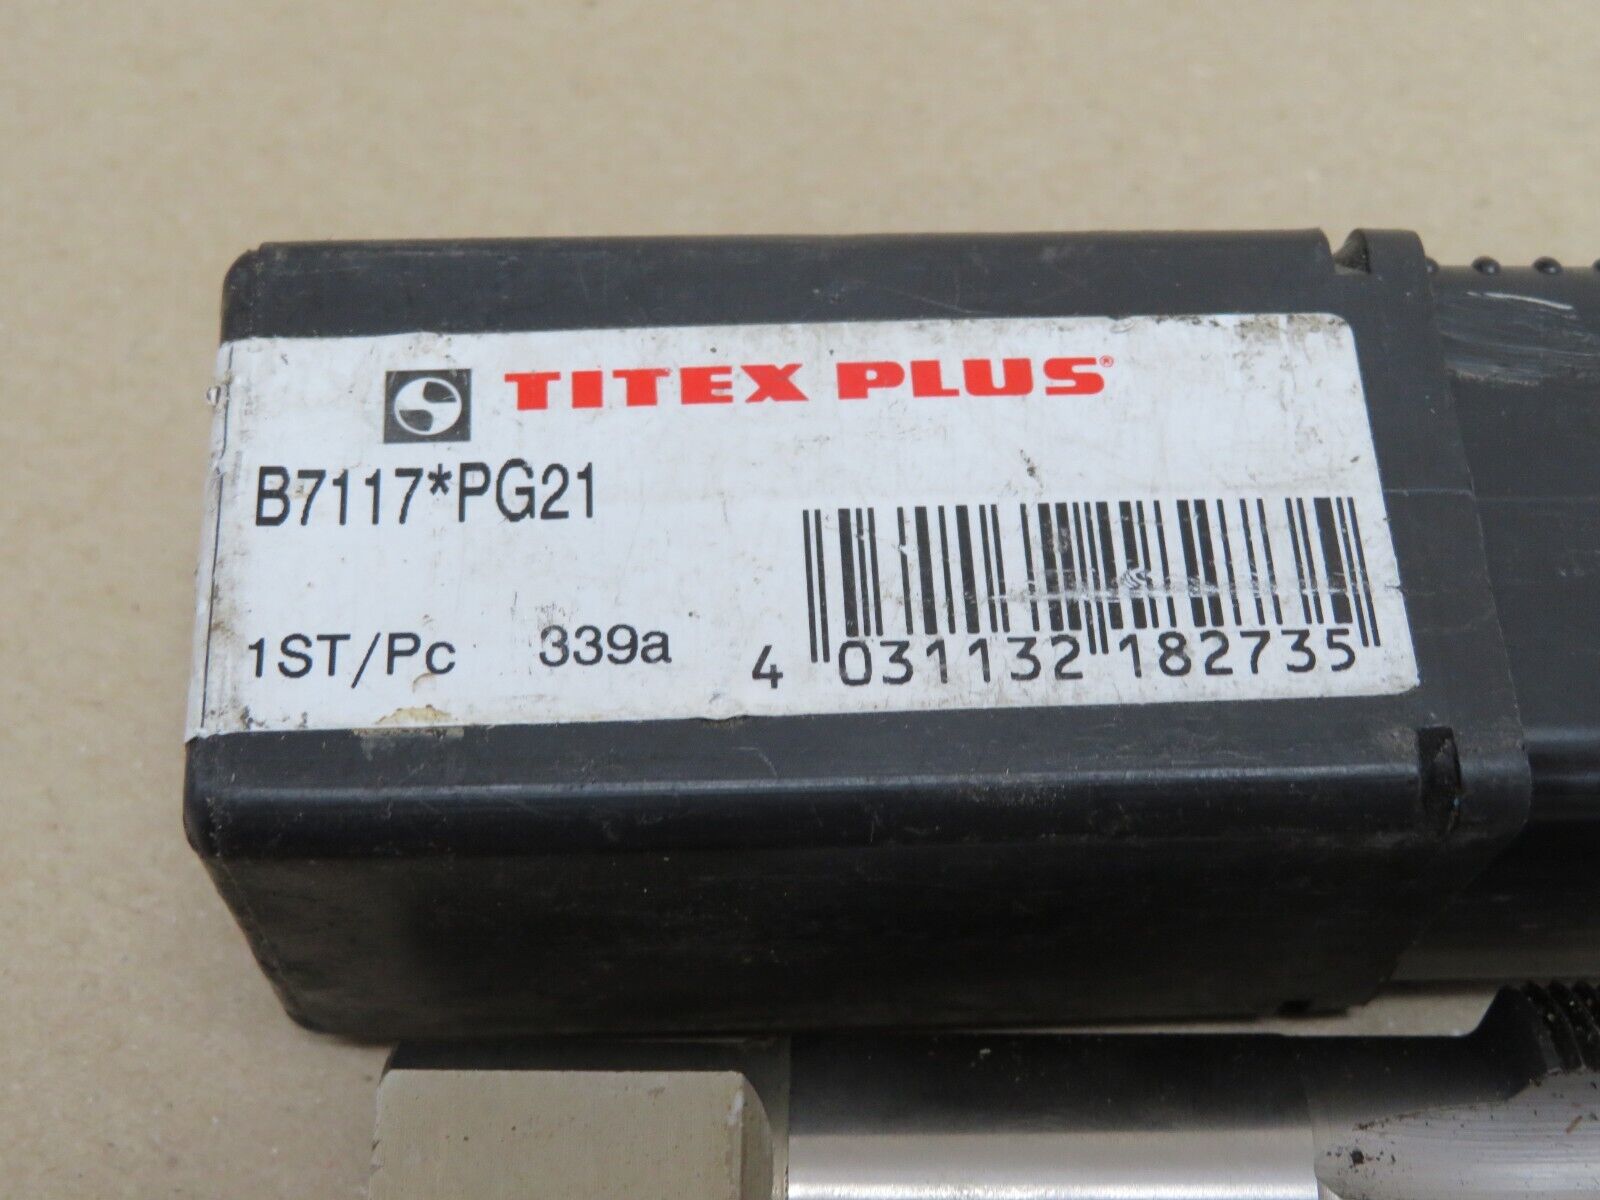 TITEX PLUS®
B7117*PG21
1ST/Pc 339a
4 031132 182735